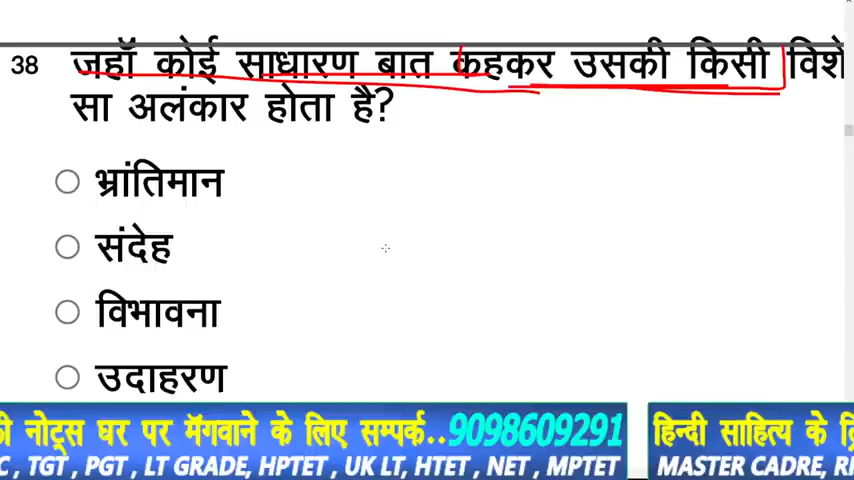 38 जहाँ कोई साधारण बात कहकर उसकी किसी
सा अलंकार होता है?
भ्रांतिमान
संदेह
विभावना
उदाहरण
नोट्स घर पर मँगवाने के लिए सम्पर्क..9098609291 हिन्दी साहित्य के
, TGT , PGT , LT GRADE, HPTET , UK LT, HTET , NET , MPTET MASTER CADRE,